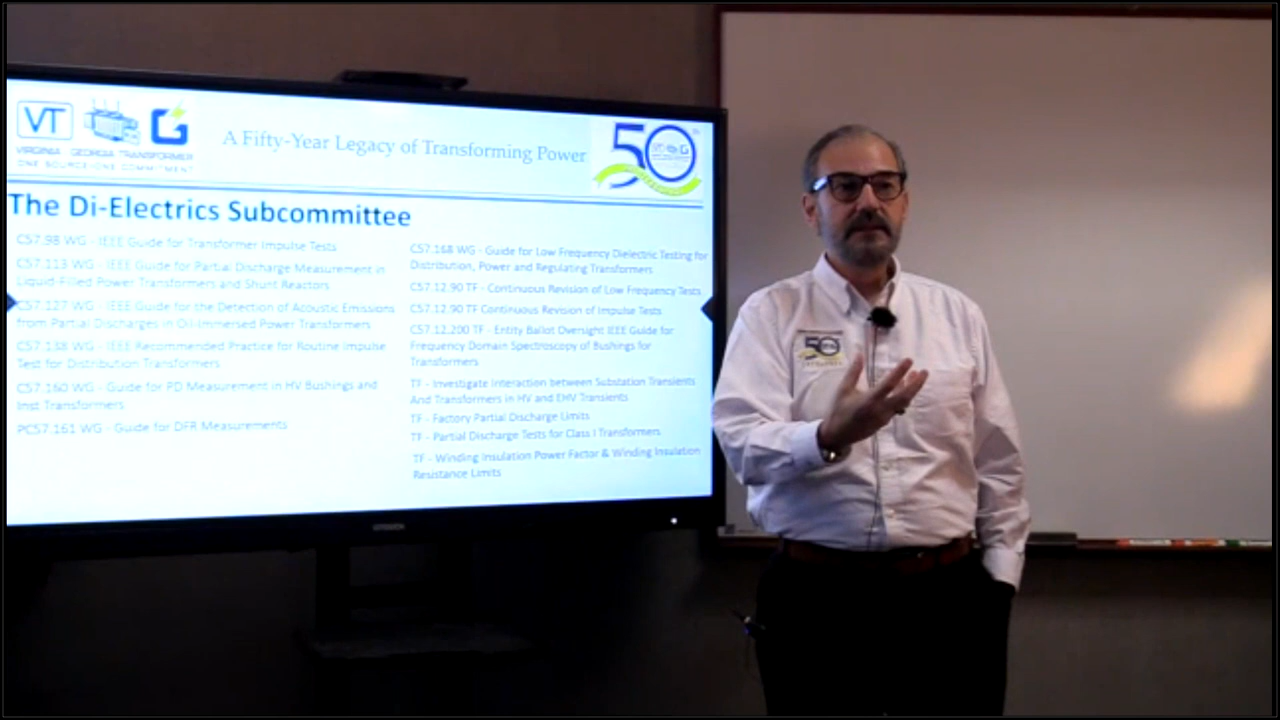 VT
G
VIRGINIA - GEORGIA TRANSFORMER
ONE SOURCE-ONE COMMITMENT
A Fifty-Year Legacy of Transforming Power
50
The Di-Electrics Subcommittee
C57.98 WG - IEEE Guide for Transformer Impulse Tests
C57.113 WG - IEEE Guide for Partial Discharge Measurement in
Liquid-Filled Power Transformers and Shunt Reactors
C57.127 WG - IEEE Guide for the Detection of Acoustic Emissions
from Partial Discharges in Oil-Immersed Power Transformers
C57.138 WG - IEEE Recommended Practice for Routine Impulse
Test for Distribution Transformers
C57.160 WG - Guide for PD Measurement in HV Bushings and
Inst Transformers
PC57.161 WG - Guide for DFR Measurements
C57.168 WG - Guide for Low Frequency Dielectric Testing for
Distribution, Power and Regulating Transformers
C57.12.90 TF - Continuous Revision of Low Frequency Tests
C57.12.90 TF Continuous Revision of Impulse Tests
C57.12.200 TF - Entity Ballot Oversight IEEE Guide for
Frequency Domain Spectroscopy of Bushings for
Transformers
TF - Investigate Interaction between Substation Transients
And Transformers in HV and EHV Transients
TF - Factory Partial Discharge Limits
TF - Partial Discharge Tests for Class I Transformers
TF - Winding Insulation Power Factor & Winding Insulation
Resistance Limits
50